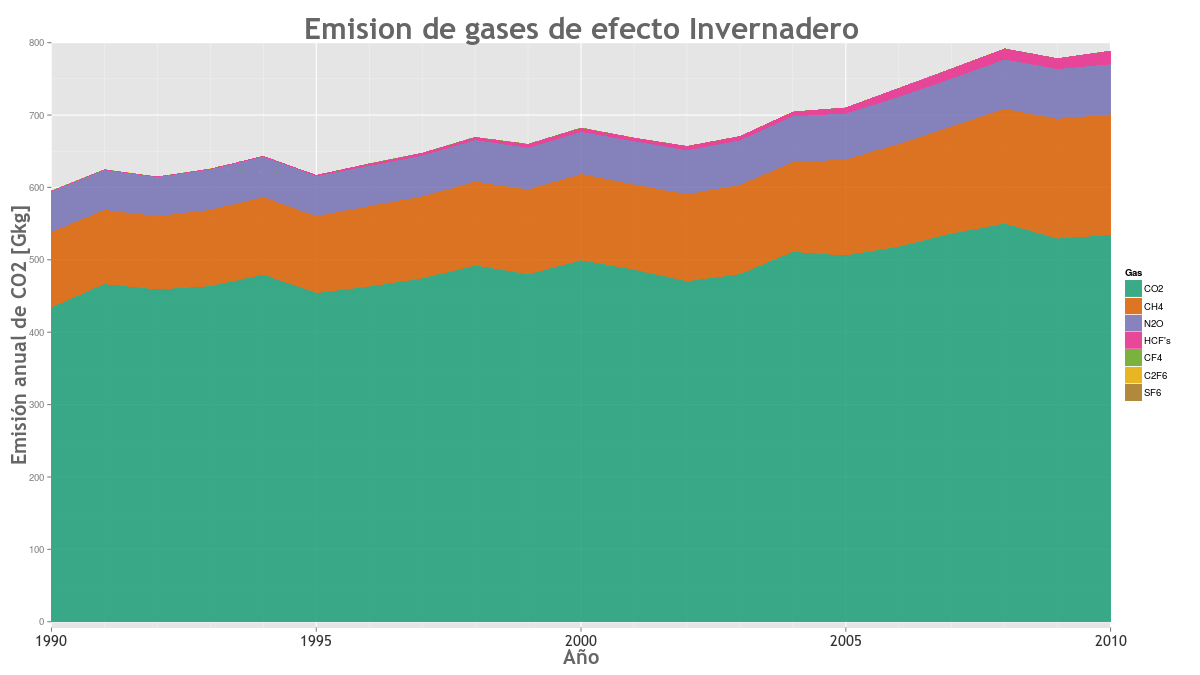 Emision de gases de efecto Invernadero
Emisión anual de CO2 [Gkg]
800
700
600
500
400
300
200
100
0
1990
1995
2000
2005
2010
Año
Gas
CO2
CH4
N2O
HCF's
CF4
C2F6
SF6